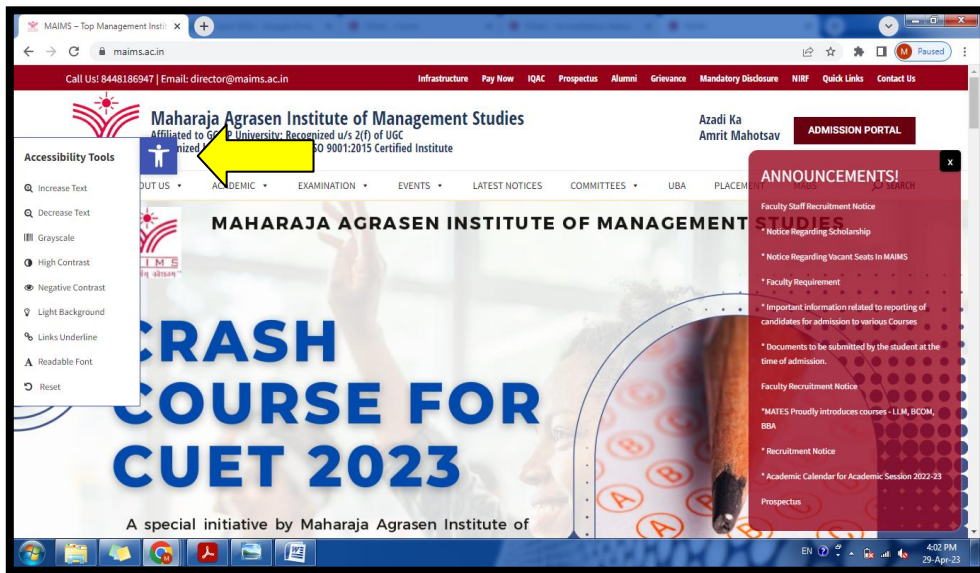 MAIMS – Top Management Instit
maims.ac.in
Paused
Call Us! 8448186947 | Email: director@maims.ac.in
Infrastructure Pay Now IQAC Prospectus Alumni Grievance Mandatory Disclosure NIRF Quick Links Contact Us
Maharaja Agrasen Institute of Management Studies
Affiliated to University; Recognized u/s 2(f) of UGC
9001:2015 Certified Institute
Azadi Ka
Amrit Mahotsav
ADMISSION PORTAL
OUT US ACADEMIC EXAMINATION EVENTS LATEST NOTICES COMMITTEES UBA PLACEMENT MABS SEARCH
Accessibility Tools
Increase Text
Decrease Text
Grayscale
High Contrast
Negative Contrast
Light Background
Links Underline
Readable Font
Reset
x
ANNOUNCEMENTS!
Faculty Staff Recruitment Notice
* Notice Regarding Scholarship
* Notice Regarding Vacant Seats In MAIMS
* Faculty Requirement
* Important information related to reporting of
candidates for admission to various Courses
* Documents to be submitted by the student at the
time of admission.
Faculty Recruitment Notice
*MATES Proudly introduces courses - LLM, BCOM,
BBA
* Recruitment Notice
* Academic Calendar for Academic Session 2022-23
Prospectus
MAHARAJA AGRASEN INSTITUTE OF MANAGEMENT STUDIES
CRASH
COURSE FOR
CUET 2023
A special initiative by Maharaja Agrasen Institute of
EN
4:02 PM
29-Apr-23